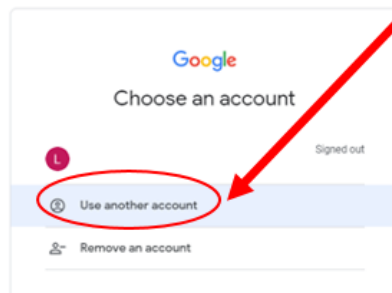 Google
Choose an account
L
Signed out
Use another account
Remove an account